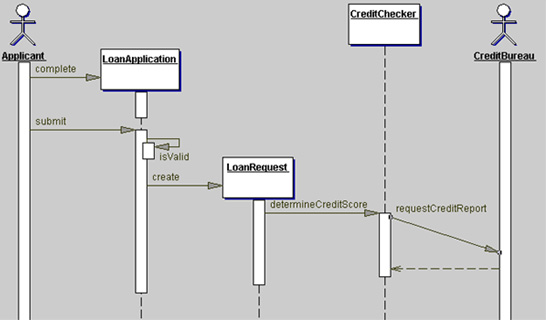 CreditChecker
Applicant
LoanApplication
CreditBureau
complete
submit
isValid
create
LoanRequest
determineCreditScore
requestCreditReport